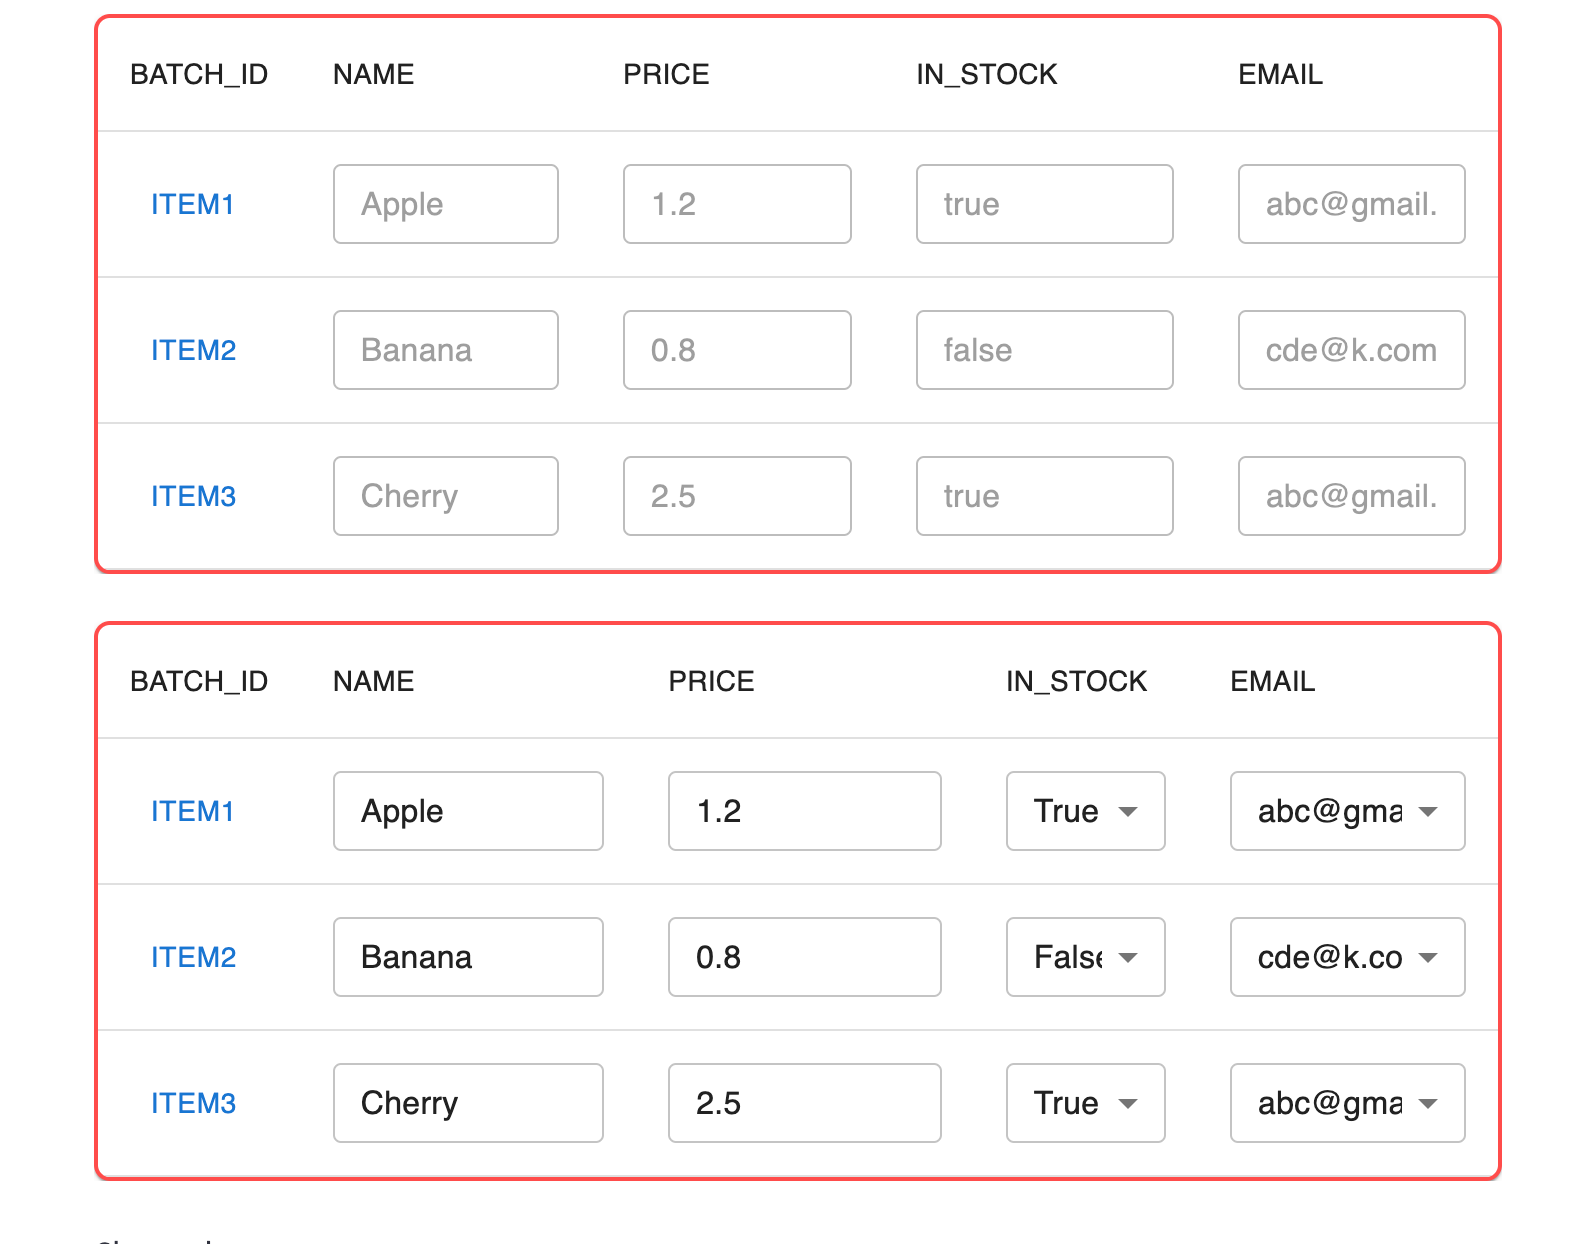 BATCH_ID NAME PRICE IN_STOCK EMAIL
ITEM1 Apple 1.2 true abc@gmail.
ITEM2 Banana 0.8 false cde@k.com
ITEM3 Cherry 2.5 true abc@gmail.
BATCH_ID NAME PRICE IN_STOCK EMAIL
ITEM1 Apple 1.2 True abc@gma
ITEM2 Banana 0.8 False cde@k.co
ITEM3 Cherry 2.5 True abc@gma